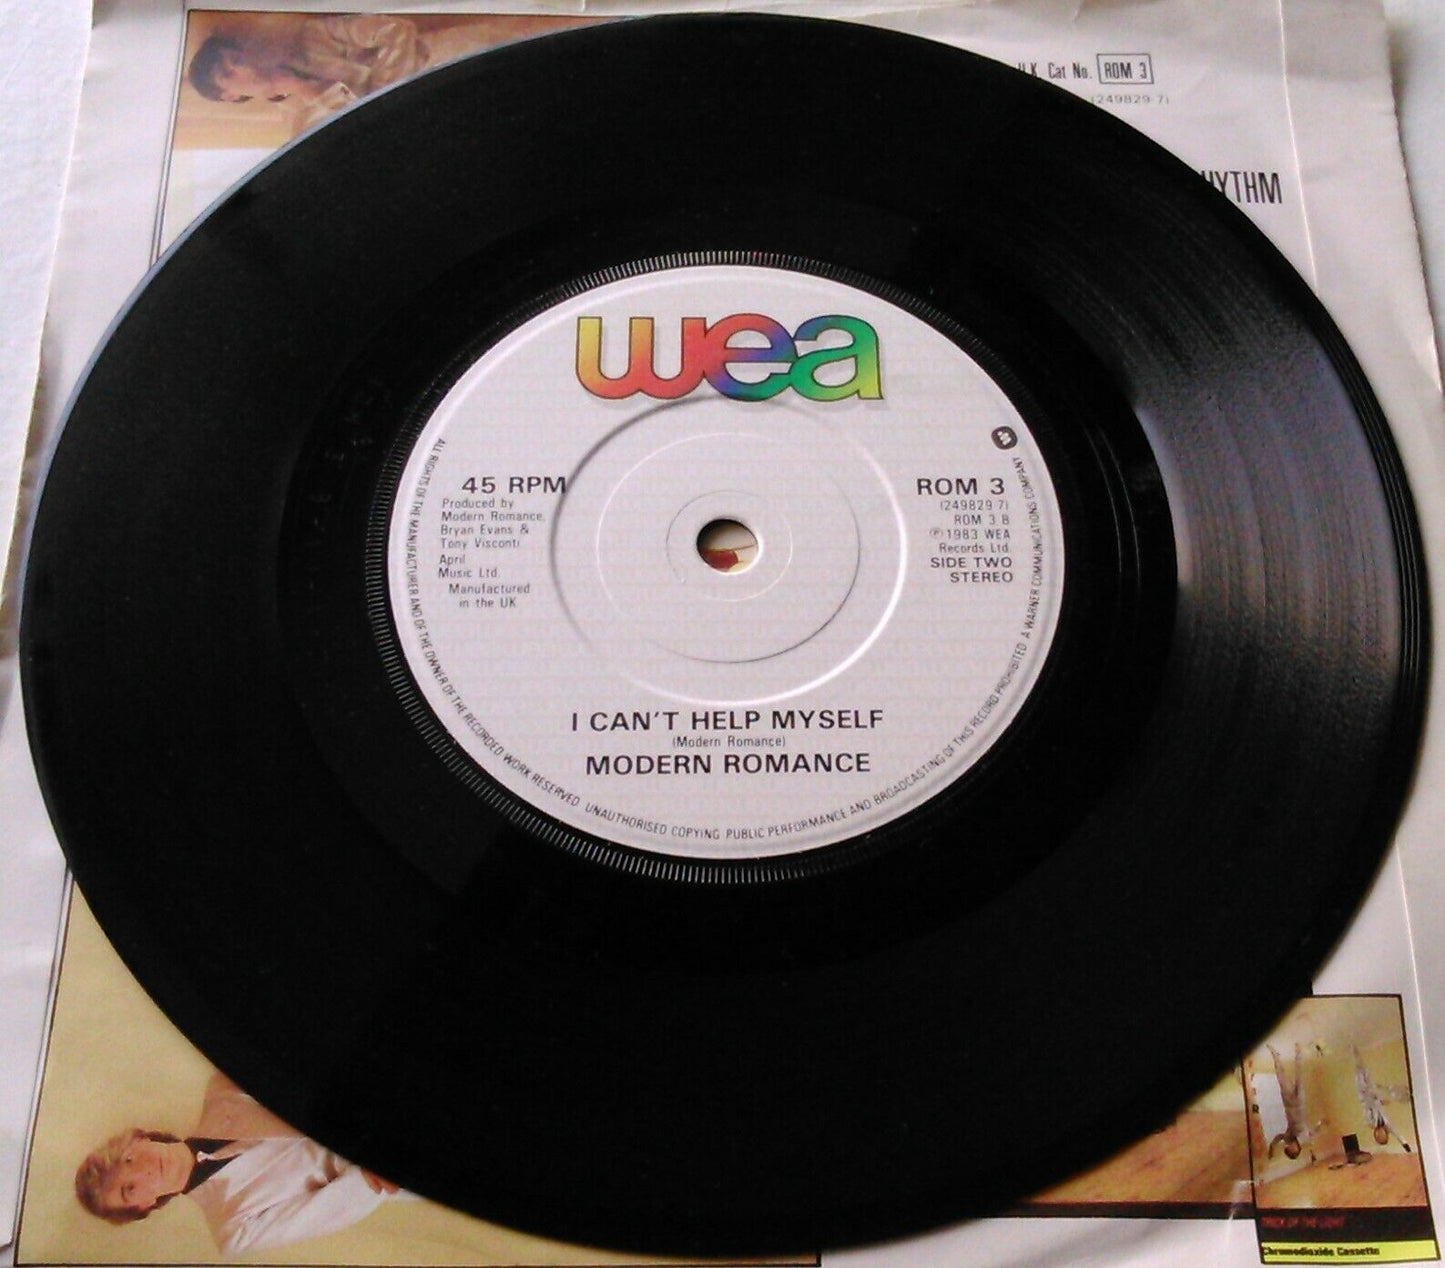 U.K. Cat No. ROM 3
(249829-7)
HYTHM
wea
45 RPM
Produced by
Modern Romance,
Bryan Evans &
Tony Visconti
April
Music Ltd.
Manufactured
in the UK
ROM 3
(249829 7)
ROM 3 B
℗ 1983 WEA
Records Ltd.
SIDE TWO
STEREO
I CAN'T HELP MYSELF
(Modern Romance)
MODERN ROMANCE
ALL RIGHTS OF THE MANUFACTURER AND OF THE OWNER OF THE RECORDED WORK RESERVED UNAUTHORISED COPYING PUBLIC PERFORMANCE AND BROADCASTING OF THIS RECORD PROHIBITED A WARNER COMMUNICATIONS COMPANY
TRICK OF THE LIGHT
Chromedioxide Cassette